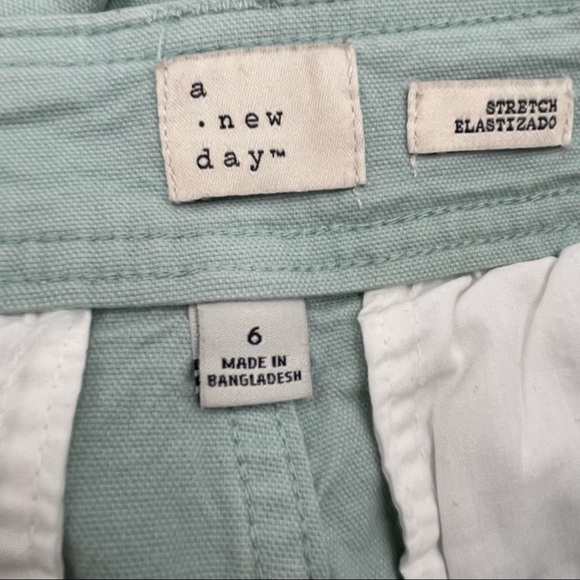 a
· new
day™
STRETCH
ELASTIZADO
6
MADE IN
BANGLADESH